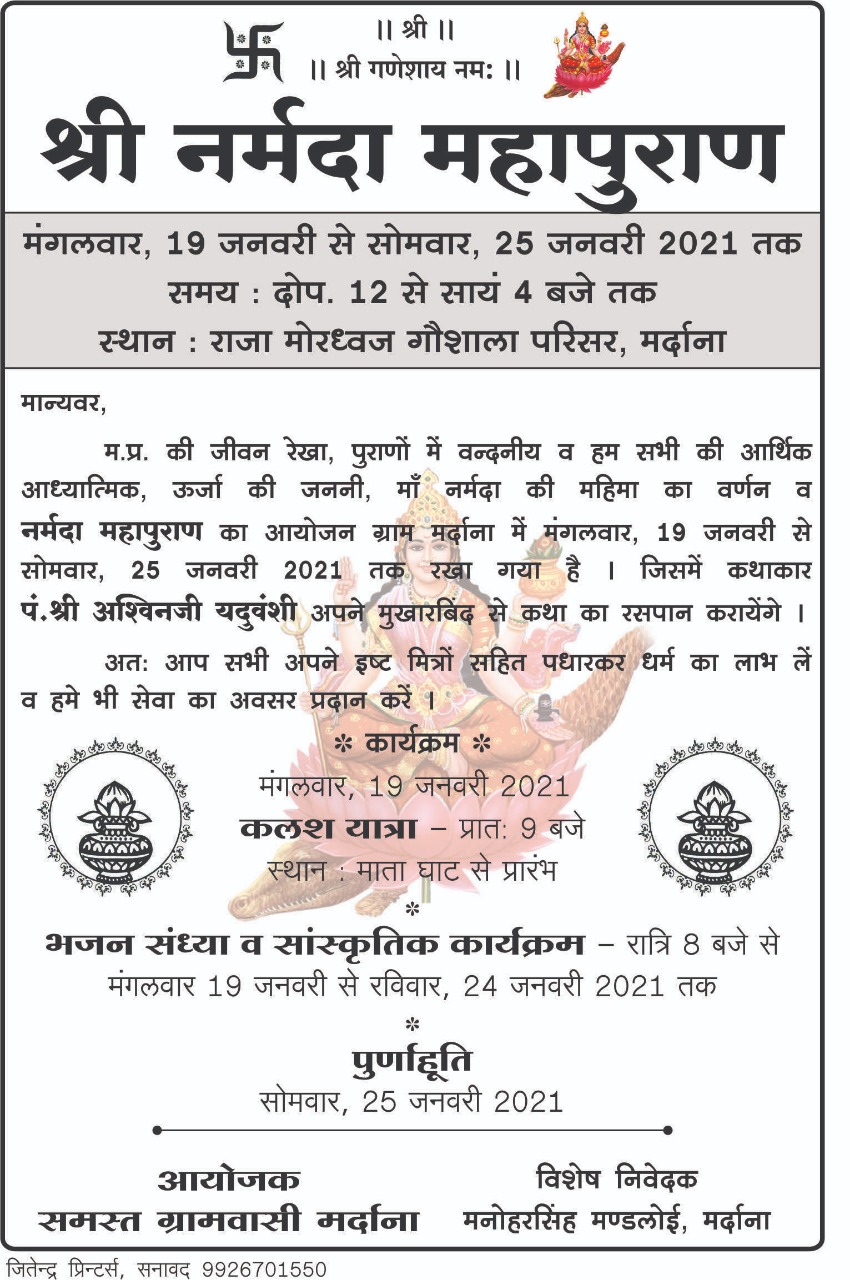 ।। श्री ।।
।। श्री गणेशाय नमः ।।
श्री नर्मदा महापुराण
मंगलवार, 19 जनवरी से सोमवार, 25 जनवरी 2021 तक
समय : दोप. 12 से सायं 4 बजे तक
स्थान : राजा मोरध्वज गौशाला परिसर, मर्दाना
मान्यवर,
म.प्र. की जीवन रेखा, पुराणों में वन्दनीय व हम सभी की आर्थिक
आध्यात्मिक, ऊर्जा की जननी, माँ नर्मदा की महिमा का वर्णन व
नर्मदा महापुराण का आयोजन ग्राम मर्दाना में मंगलवार, 19 जनवरी से
सोमवार, 25 जनवरी 2021 तक रखा गया है । जिसमें कथाकार
पं.श्री अश्विनजी यदुवंशी अपने मुखारबिंद से कथा का रसपान करायेंगे ।
अतः आप सभी अपने इष्ट मित्रों सहित पधारकर धर्म का लाभ लें
व हमे भी सेवा का अवसर प्रदान करें ।
* कार्यक्रम *
मंगलवार, 19 जनवरी 2021
कलश यात्रा – प्रातः 9 बजे
स्थान : माता घाट से प्रारंभ
*
भजन संध्या व सांस्कृतिक कार्यक्रम – रात्रि 8 बजे से
मंगलवार 19 जनवरी से रविवार, 24 जनवरी 2021 तक
*
पुर्णाहूति
सोमवार, 25 जनवरी 2021
आयोजक
समस्त ग्रामवासी मर्दाना
विशेष निवेदक
मनोहरसिंह मण्डलोई, मर्दाना
जितेन्द्र प्रिन्टर्स, सनावद 9926701550